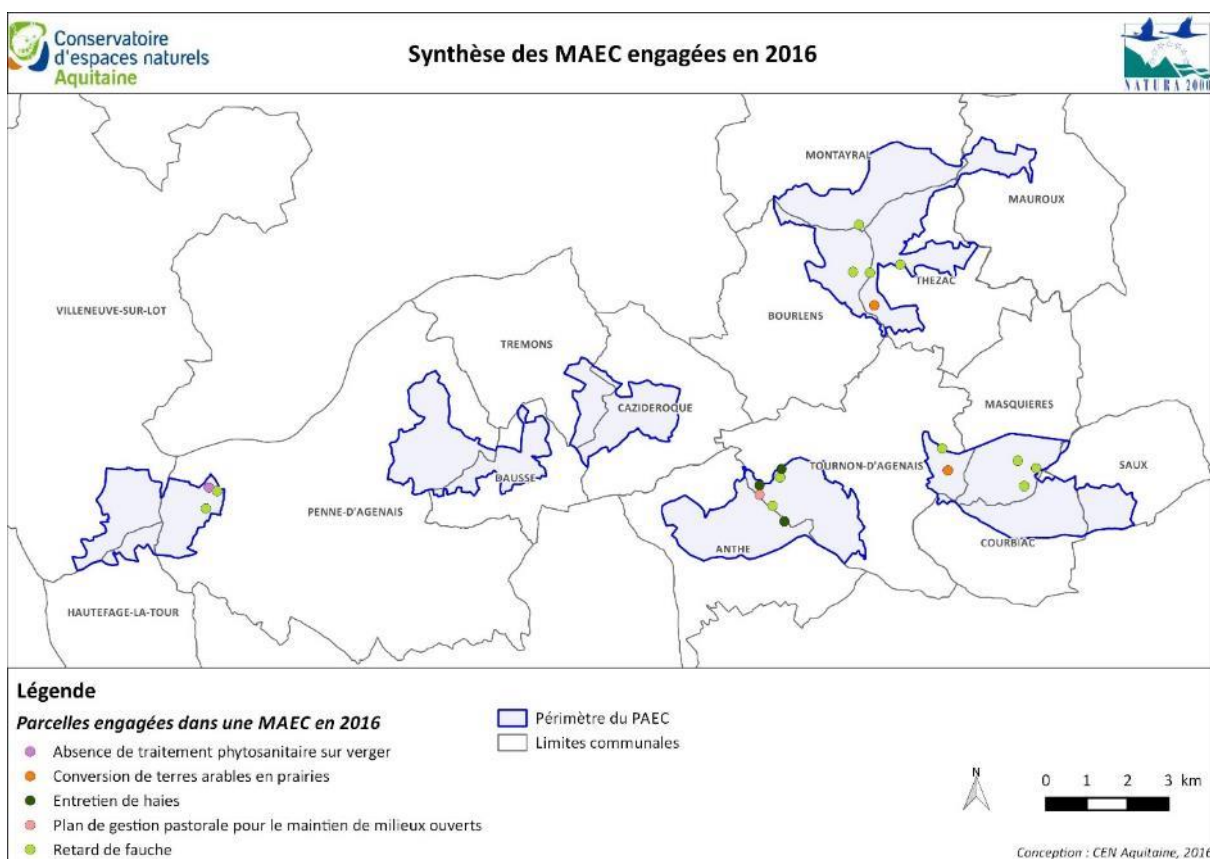 Conservatoire
d'espaces naturels
Aquitaine
Synthèse des MAEC engagées en 2016
NATURA 2000
MONTAYRAL
MAUROUX
VILLENEUVE-SUR-LOT
THEZAC
BOURLENS
TREMONS
CAZIDEROQUE
MASQUIERES
SAUX
TOURNON-D'AGENAIS
DAUSSE
PENNE-D'AGENAIS
ANTHE
COURBIAC
HAUTEFAGE-LA-TOUR
Légende
Parcelles engagées dans une MAEC en 2016
Absence de traitement phytosanitaire sur verger
Conversion de terres arables en prairies
Entretien de haies
Plan de gestion pastorale pour le maintien de milieux ouverts
Retard de fauche
Périmètre du PAEC
Limites communales
N
0 1 2 3 km
Conception : CEN Aquitaine, 2016